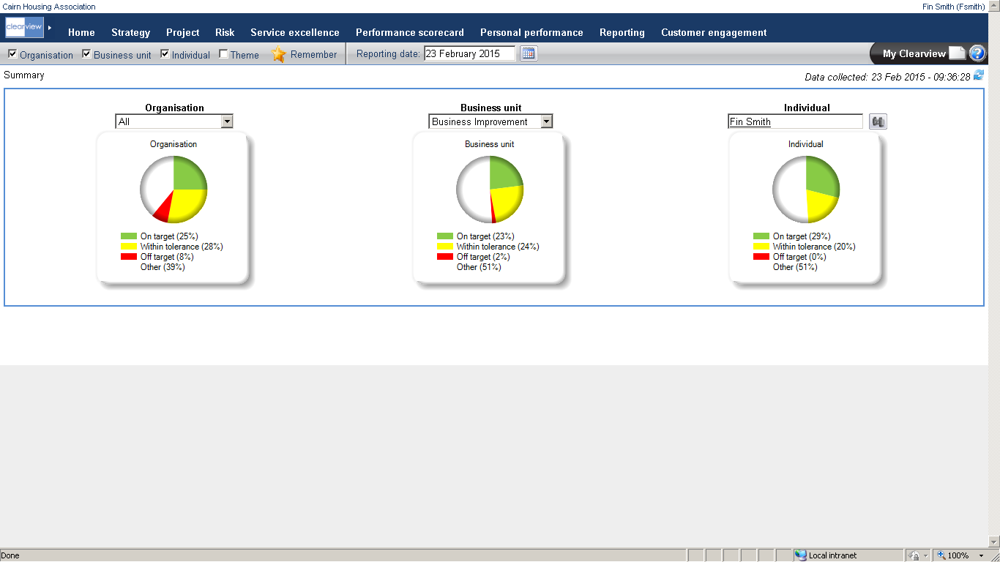 Cairn Housing Association
Fin Smith (Fsmith)
clearview
Home Strategy Project Risk Service excellence Performance scorecard Personal performance Reporting Customer engagement
Organisation Business unit Individual Theme Remember Reporting date: 23 February 2015 My Clearview ?
Summary
Data collected: 23 Feb 2015 - 09:36:28
Organisation
All
Organisation
On target (25%)
Within tolerance (28%)
Off target (8%)
Other (39%)
Business unit
Business Improvement
Business unit
On target (23%)
Within tolerance (24%)
Off target (2%)
Other (51%)
Individual
Fin Smith
Individual
On target (29%)
Within tolerance (20%)
Off target (0%)
Other (51%)
Done
Local intranet
100%